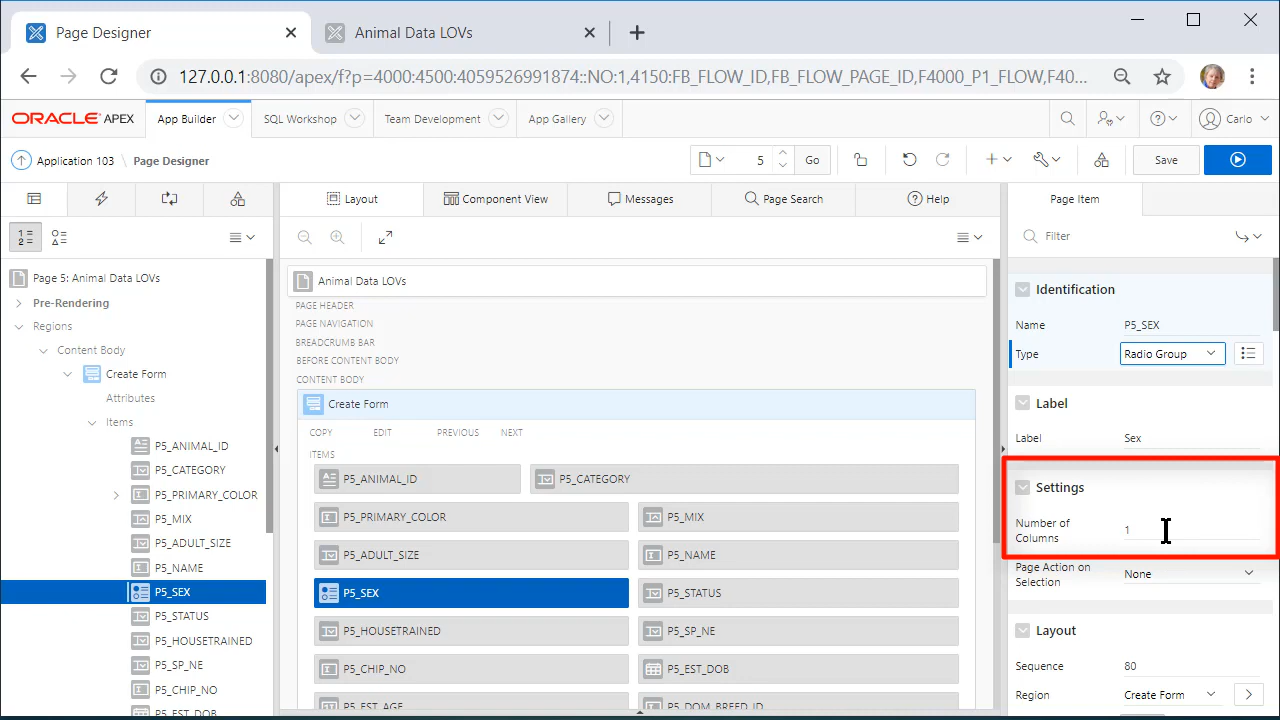 Page Designer
Animal Data LOVs
127.0.0.1:8080/apex/f?p=4000:4500:4059526991874::NO:1,4150:FB_FLOW_ID,FB_FLOW_PAGE_ID,F4000_P1_FLOW,F40...
ORACLE APEX
App Builder
SQL Workshop
Team Development
App Gallery
Carlo
Application 103 \ Page Designer
5
Go
Save
Layout
Component View
Messages
Page Search
Help
Page Item
Filter
Page 5: Animal Data LOVs
Pre-Rendering
Regions
Content Body
Create Form
Attributes
Items
P5_ANIMAL_ID
P5_CATEGORY
P5_PRIMARY_COLOR
P5_MIX
P5_ADULT_SIZE
P5_NAME
P5_SEX
P5_STATUS
P5_HOUSETRAINED
P5_SP_NE
P5_CHIP_NO
P5_EST_DOB
Animal Data LOVs
PAGE HEADER
PAGE NAVIGATION
BREADCRUMB BAR
BEFORE CONTENT BODY
CONTENT BODY
Create Form
COPY EDIT PREVIOUS NEXT
ITEMS
P5_ANIMAL_ID P5_CATEGORY
P5_PRIMARY_COLOR P5_MIX
P5_ADULT_SIZE P5_NAME
P5_SEX P5_STATUS
P5_HOUSETRAINED P5_SP_NE
P5_CHIP_NO P5_EST_DOB
P5_EST_AGE P5_DOM_BREED_ID
Identification
Name P5_SEX
Type Radio Group
Label
Label Sex
Settings
Number of
Columns 1
Page Action on
Selection None
Layout
Sequence 80
Region Create Form